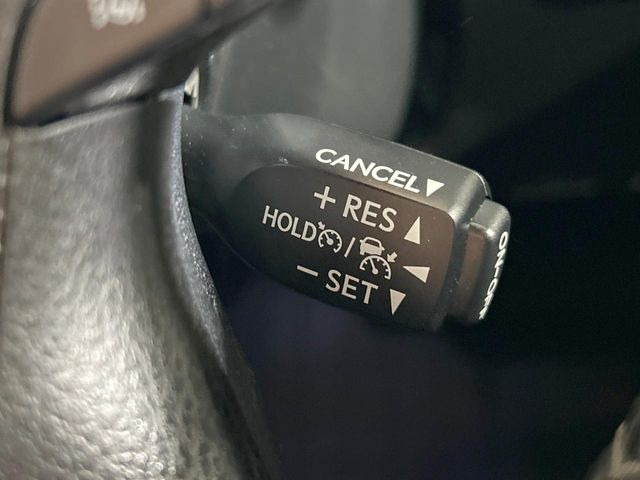 CANCEL▼
+ RES ▲
HOLD / ◀
− SET ▼
ON·OFF